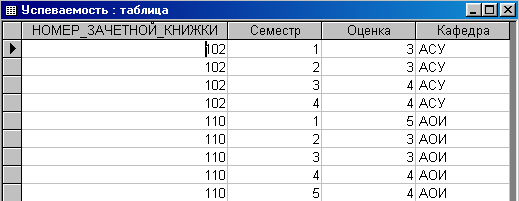 Успеваемость : таблица
НОМЕР_ЗАЧЕТНОЙ_КНИЖКИ Семестр Оценка Кафедра
102 1 3 АСУ
102 2 3 АСУ
102 3 4 АСУ
102 4 4 АСУ
110 1 5 АОИ
110 2 3 АОИ
110 3 3 АОИ
110 4 4 АОИ
110 5 4 АОИ